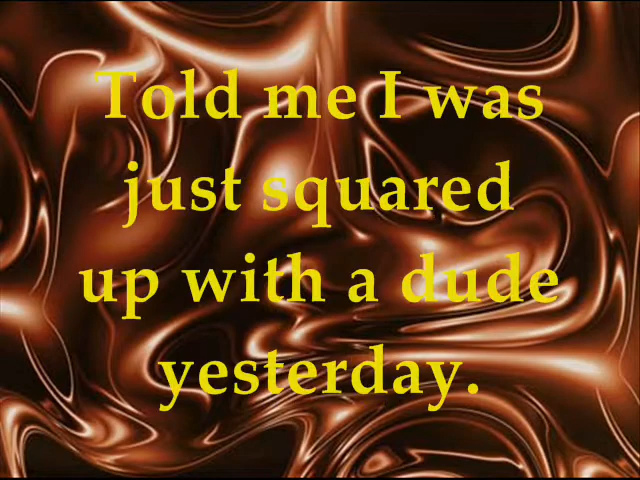 Told me I was
just squared
up with a dude
yesterday.